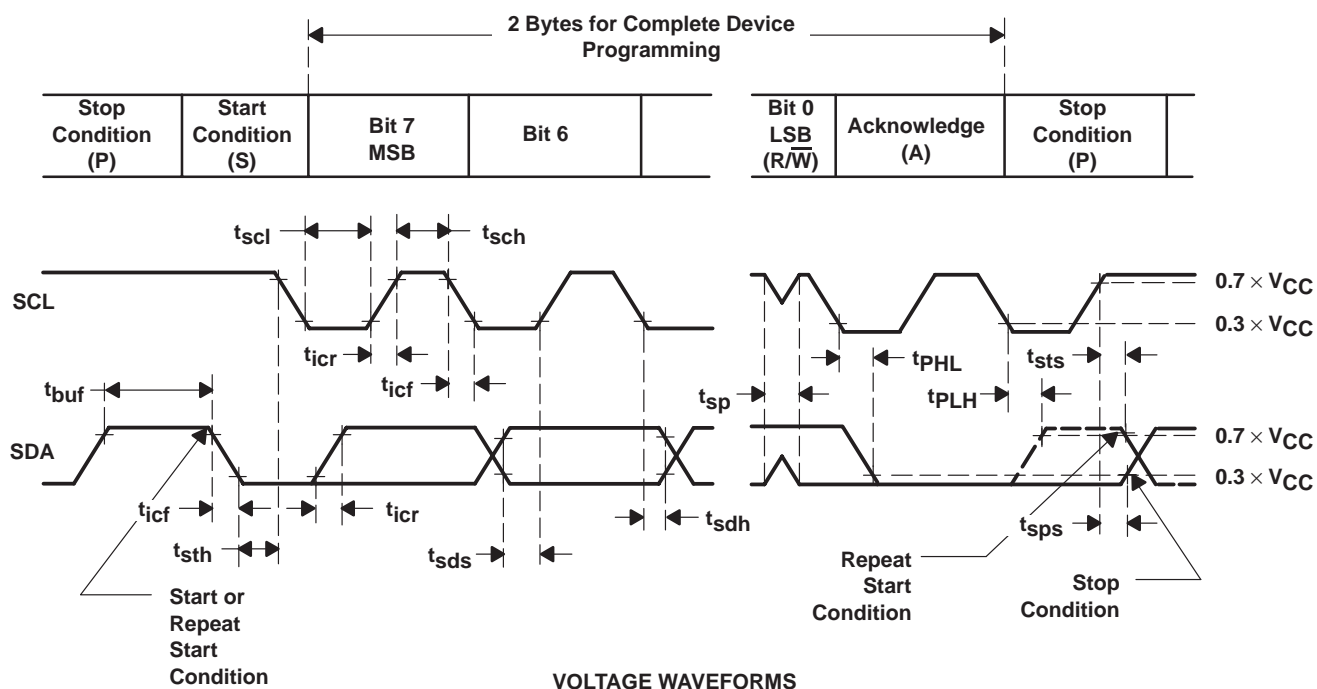 2 Bytes for Complete Device
Programming
Stop
Condition
(P)
Start
Condition
(S)
Bit 7
MSB
Bit 6
Bit 0
LSB
(R/W̅)
Acknowledge
(A)
Stop
Condition
(P)
tscl
tsch
SCL
0.7 × VCC
0.3 × VCC
ticr
ticf
tbuf
tsp
tPHL
tPLH
tsts
SDA
0.7 × VCC
0.3 × VCC
ticf
ticr
tsth
tsds
tsdh
tsps
Start or
Repeat
Start
Condition
Repeat
Start
Condition
Stop
Condition
VOLTAGE WAVEFORMS